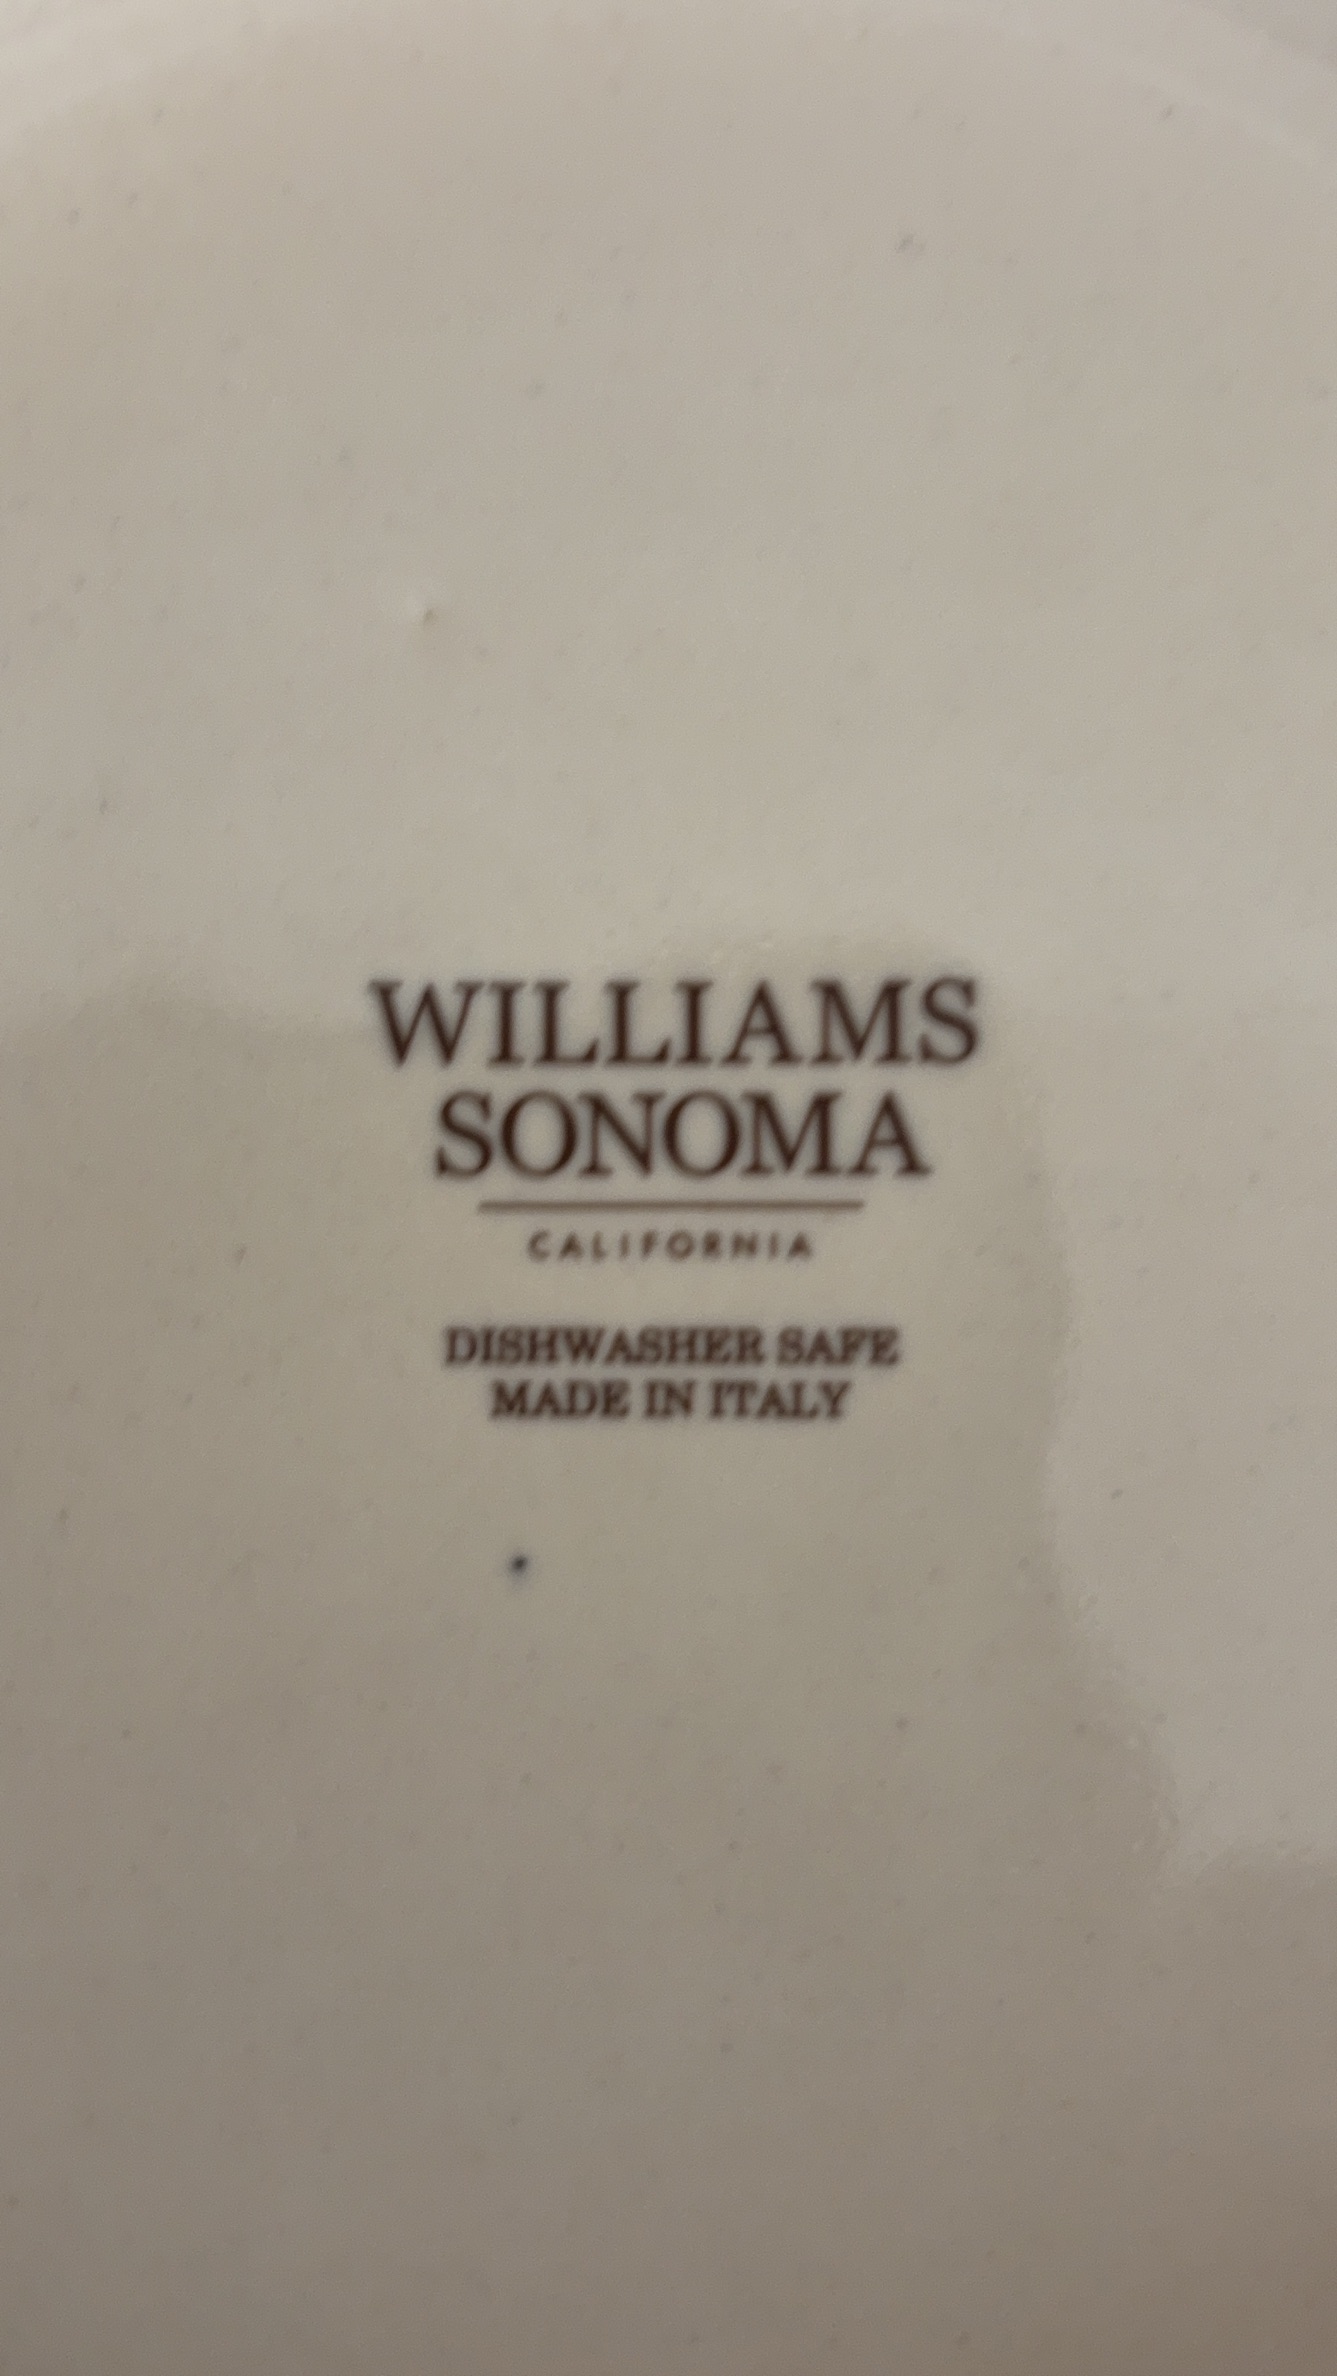 WILLIAMS
SONOMA
CALIFORNIA
DISHWASHER SAFE
MADE IN ITALY